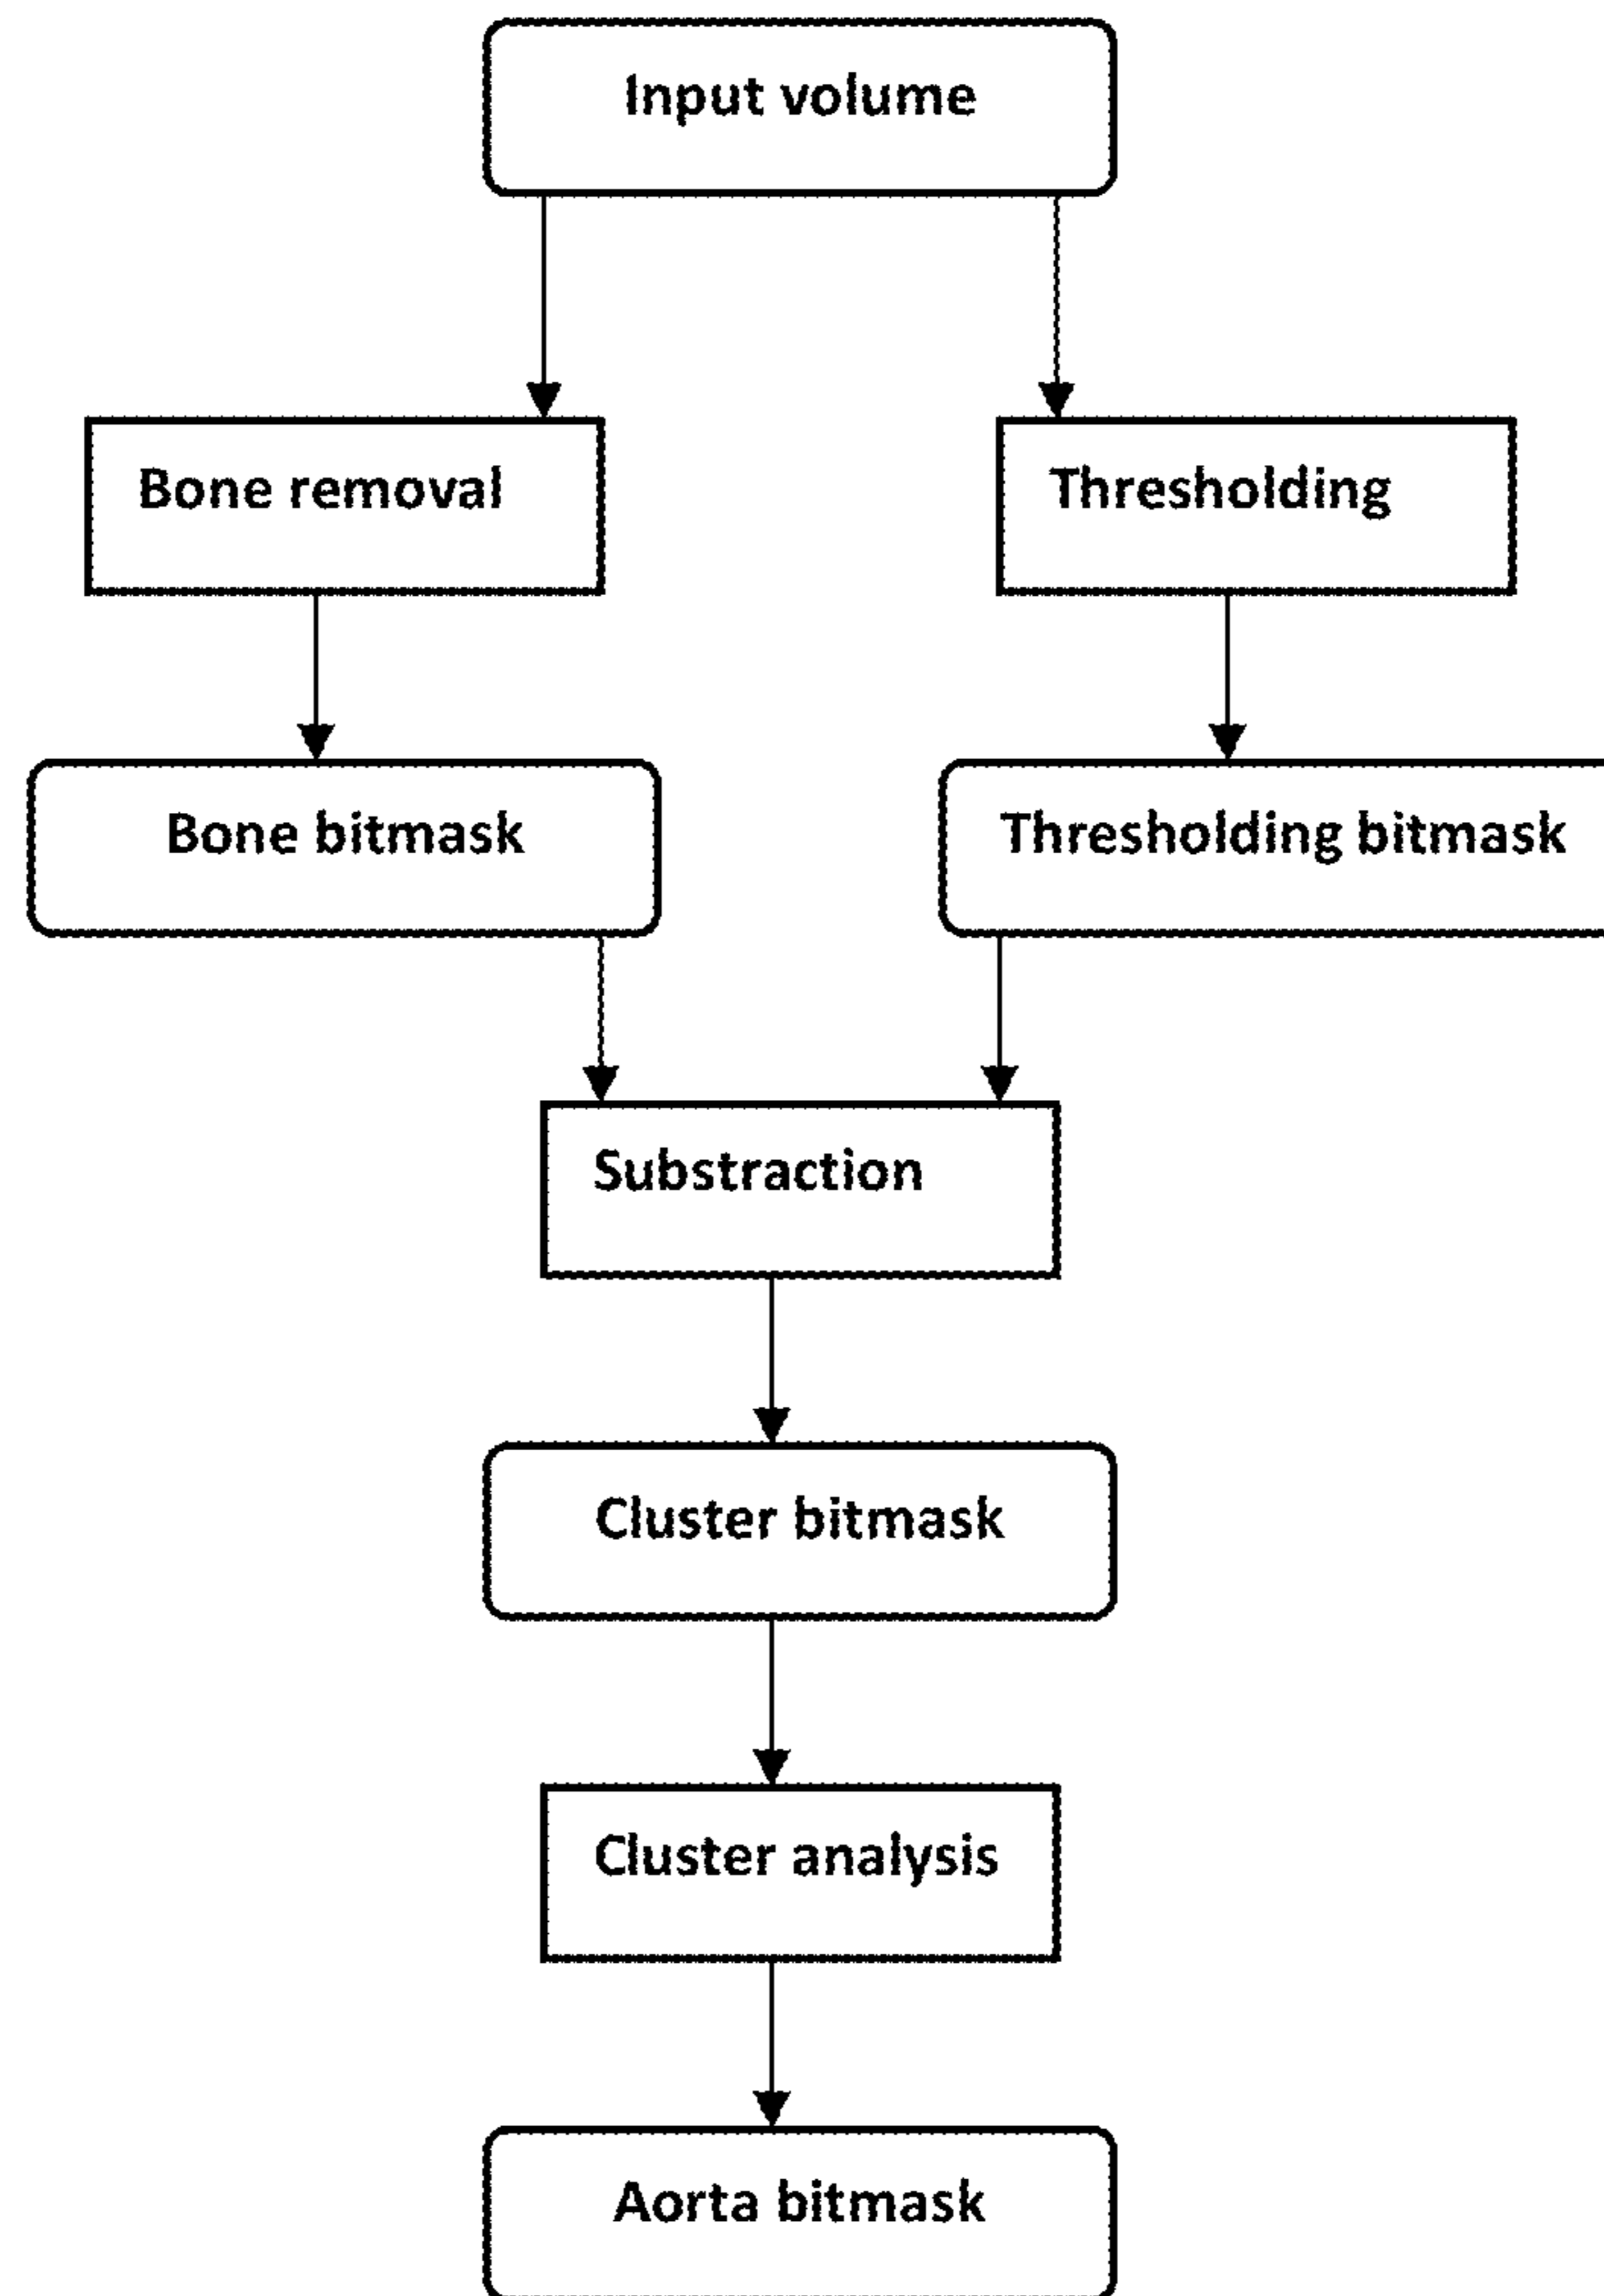 Input volume
Bone removal
Thresholding
Bone bitmask
Thresholding bitmask
Substraction
Cluster bitmask
Cluster analysis
Aorta bitmask